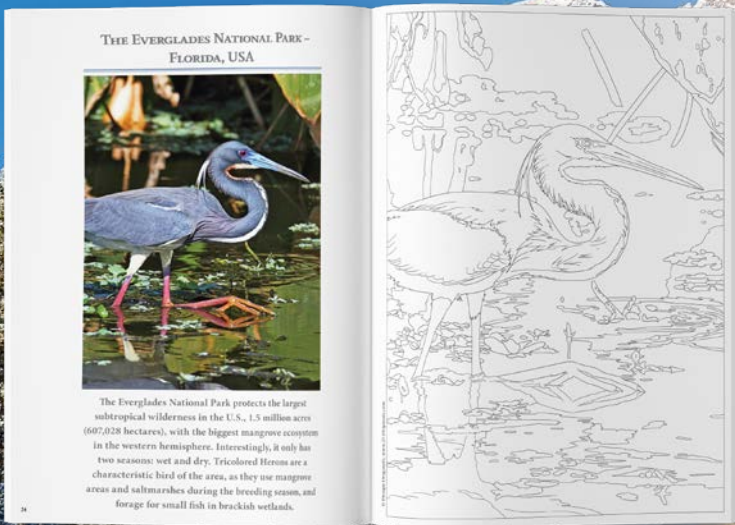 THE EVERGLADES NATIONAL PARK –
FLORIDA, USA
The Everglades National Park protects the largest
subtropical wilderness in the U.S., 1.5 million acres
(607,028 hectares), with the biggest mangrove ecosystem
in the western hemisphere. Interestingly, it only has
two seasons: wet and dry. Tricolored Herons are a
characteristic bird of the area, as they use mangrove
areas and saltmarshes during the breeding season, and
forage for small fish in brackish wetlands.
24